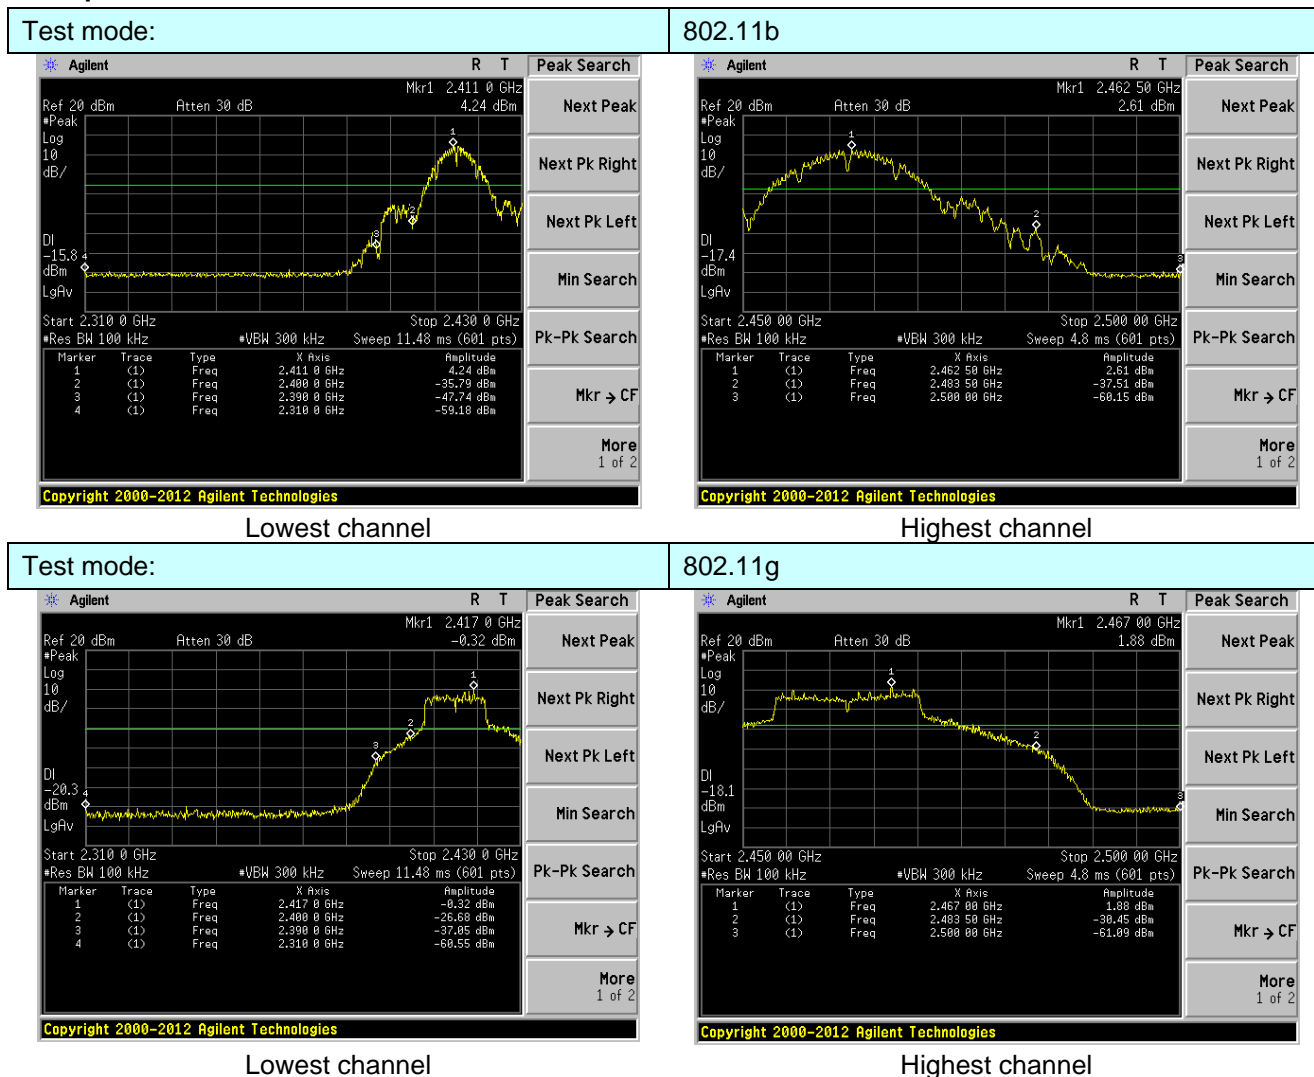 Test mode: 802.11b
Agilent R T Peak Search
Mkr1 2.411 0 GHz
Ref 20 dBm Atten 30 dB 4.24 dBm
#Peak
Log
10
dB/
1
2
3
4
DI
-15.8
dBm
LgAv
Start 2.310 0 GHz Stop 2.430 0 GHz
#Res BW 100 kHz #VBW 300 kHz Sweep 11.48 ms (601 pts)
Marker Trace Type X Axis Amplitude
1 (1) Freq 2.411 0 GHz 4.24 dBm
2 (1) Freq 2.400 0 GHz -35.79 dBm
3 (1) Freq 2.390 0 GHz -47.74 dBm
4 (1) Freq 2.310 0 GHz -59.18 dBm
Next Peak
Next Pk Right
Next Pk Left
Min Search
Pk-Pk Search
Mkr → CF
More
1 of 2
Copyright 2000-2012 Agilent Technologies
Lowest channel
Agilent R T Peak Search
Mkr1 2.462 50 GHz
Ref 20 dBm Atten 30 dB 2.61 dBm
#Peak
Log
10
dB/
1
2
3
DI
-17.4
dBm
LgAv
Start 2.450 00 GHz Stop 2.500 00 GHz
#Res BW 100 kHz #VBW 300 kHz Sweep 4.8 ms (601 pts)
Marker Trace Type X Axis Amplitude
1 (1) Freq 2.462 50 GHz 2.61 dBm
2 (1) Freq 2.483 50 GHz -37.51 dBm
3 (1) Freq 2.500 00 GHz -60.15 dBm
Next Peak
Next Pk Right
Next Pk Left
Min Search
Pk-Pk Search
Mkr → CF
More
1 of 2
Copyright 2000-2012 Agilent Technologies
Highest channel
Test mode: 802.11g
Agilent R T Peak Search
Mkr1 2.417 0 GHz
Ref 20 dBm Atten 30 dB -0.32 dBm
#Peak
Log
10
dB/
1
2
3
4
DI
-20.3
dBm
LgAv
Start 2.310 0 GHz Stop 2.430 0 GHz
#Res BW 100 kHz #VBW 300 kHz Sweep 11.48 ms (601 pts)
Marker Trace Type X Axis Amplitude
1 (1) Freq 2.417 0 GHz -0.32 dBm
2 (1) Freq 2.400 0 GHz -26.68 dBm
3 (1) Freq 2.390 0 GHz -37.05 dBm
4 (1) Freq 2.310 0 GHz -60.55 dBm
Next Peak
Next Pk Right
Next Pk Left
Min Search
Pk-Pk Search
Mkr → CF
More
1 of 2
Copyright 2000-2012 Agilent Technologies
Lowest channel
Agilent R T Peak Search
Mkr1 2.467 00 GHz
Ref 20 dBm Atten 30 dB 1.88 dBm
#Peak
Log
10
dB/
1
2
3
DI
-18.1
dBm
LgAv
Start 2.450 00 GHz Stop 2.500 00 GHz
#Res BW 100 kHz #VBW 300 kHz Sweep 4.8 ms (601 pts)
Marker Trace Type X Axis Amplitude
1 (1) Freq 2.467 00 GHz 1.88 dBm
2 (1) Freq 2.483 50 GHz -30.45 dBm
3 (1) Freq 2.500 00 GHz -61.09 dBm
Next Peak
Next Pk Right
Next Pk Left
Min Search
Pk-Pk Search
Mkr → CF
More
1 of 2
Copyright 2000-2012 Agilent Technologies
Highest channel